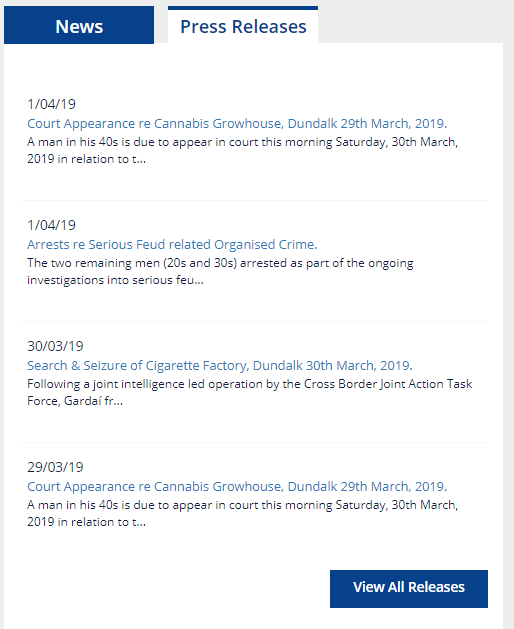 News
Press Releases
1/04/19
Court Appearance re Cannabis Growhouse, Dundalk 29th March, 2019.
A man in his 40s is due to appear in court this morning Saturday, 30th March,
2019 in relation to t...
1/04/19
Arrests re Serious Feud related Organised Crime.
The two remaining men (20s and 30s) arrested as part of the ongoing
investigations into serious feu...
30/03/19
Search & Seizure of Cigarette Factory, Dundalk 30th March, 2019.
Following a joint intelligence led operation by the Cross Border Joint Action Task
Force, Gardaí fr...
29/03/19
Court Appearance re Cannabis Growhouse, Dundalk 29th March, 2019.
A man in his 40s is due to appear in court this morning Saturday, 30th March,
2019 in relation to t...
View All Releases